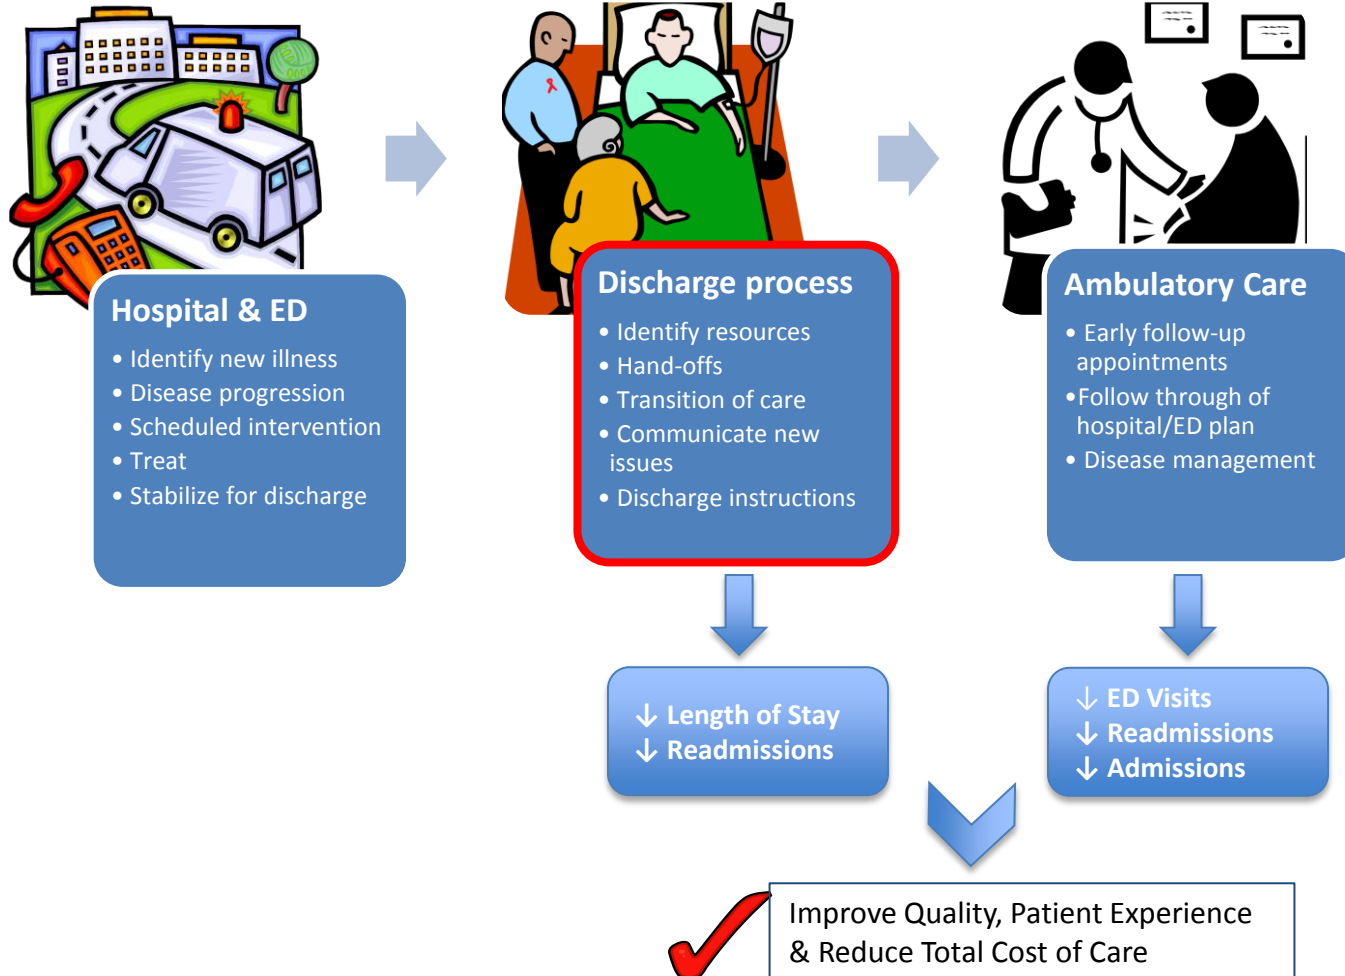 Hospital & ED
• Identify new illness
• Disease progression
• Scheduled intervention
• Treat
• Stabilize for discharge
Discharge process
• Identify resources
• Hand-offs
• Transition of care
• Communicate new
issues
• Discharge instructions
Ambulatory Care
• Early follow-up
appointments
•Follow through of
hospital/ED plan
• Disease management
↓ Length of Stay
↓ Readmissions
↓ ED Visits
↓ Readmissions
↓ Admissions
Improve Quality, Patient Experience
& Reduce Total Cost of Care